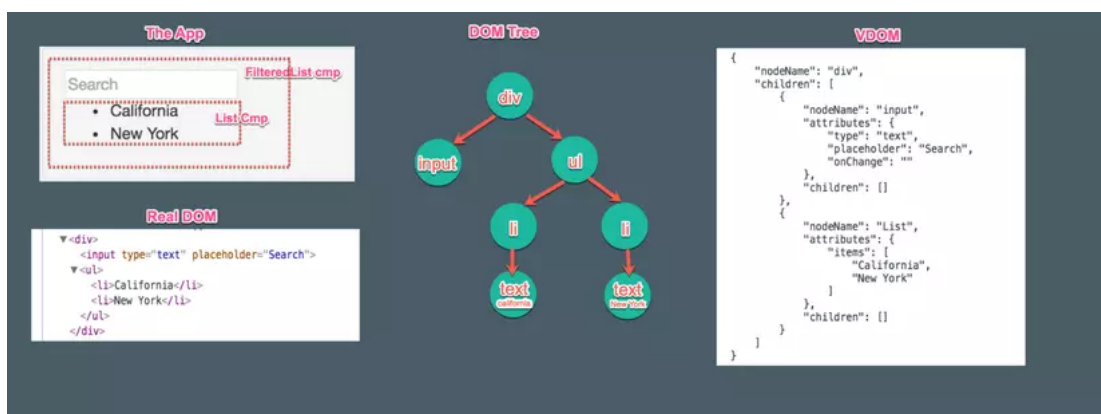 The App
FilteredList cmp
Search
• California
List Cmp
• New York
Real DOM
▼<div>
<input type="text" placeholder="Search">
▼<ul>
<li>California</li>
<li>New York</li>
</ul>
</div>
DOM Tree
div
input
ul
li
li
text
california
text
New York
VDOM
{
"nodeName": "div",
"children": [
{
"nodeName": "input",
"attributes": {
"type": "text",
"placeholder": "Search",
"onChange": ""
},
"children": []
},
{
"nodeName": "List",
"attributes": {
"items": [
"California",
"New York"
]
},
"children": []
}
]
}